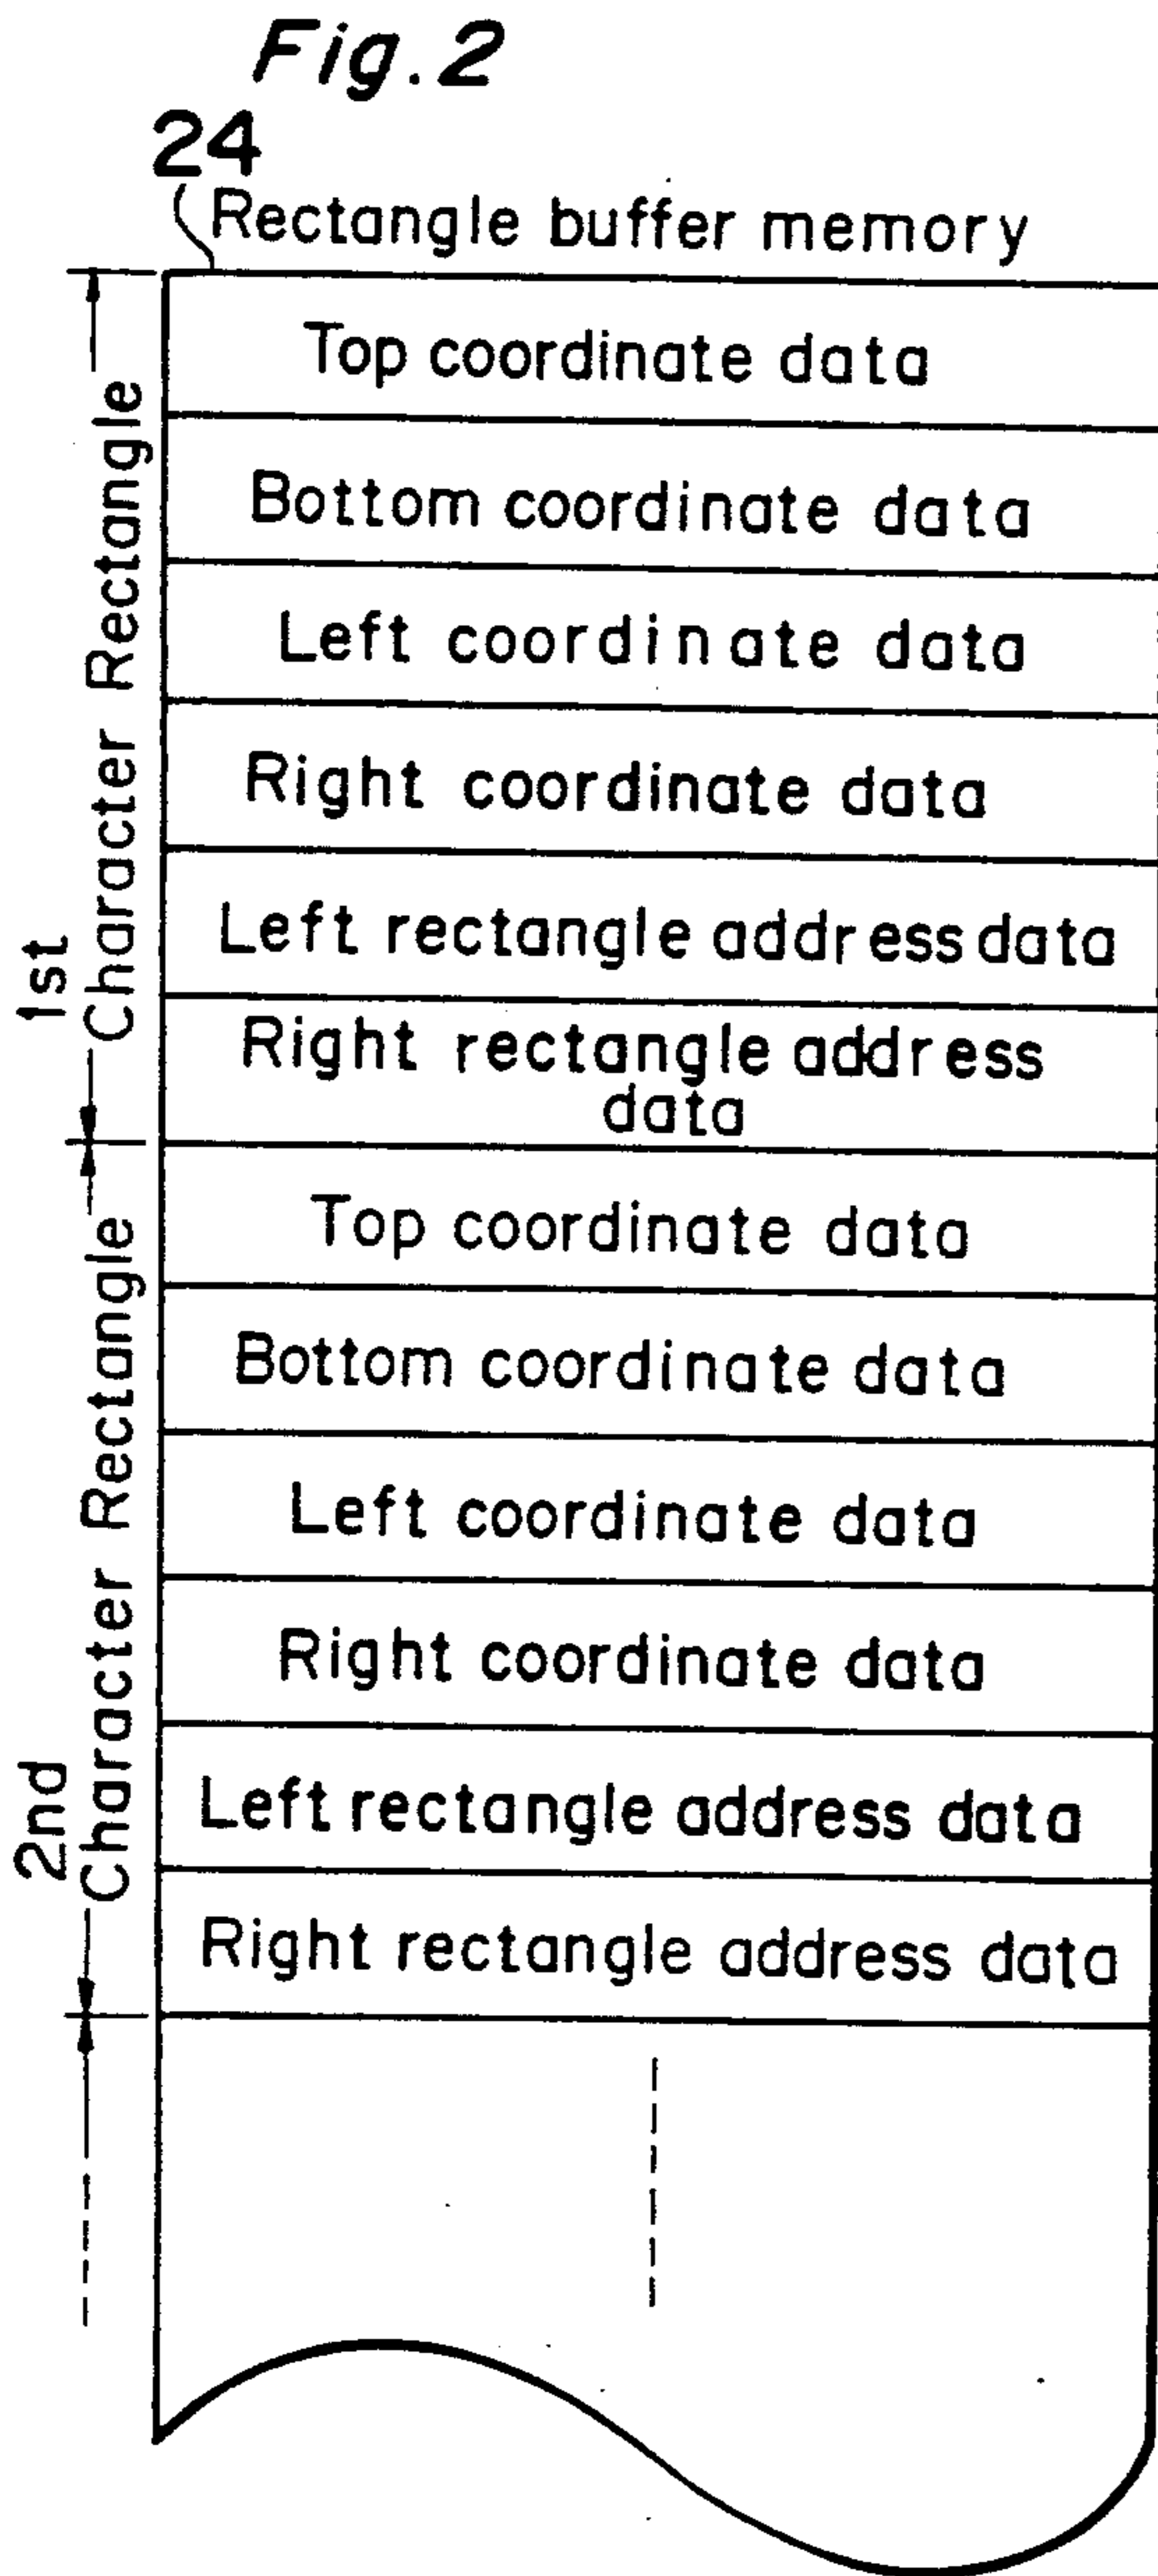 Fig. 2
24
Rectangle buffer memory
1st
Character Rectangle
Top coordinate data
Bottom coordinate data
Left coordinate data
Right coordinate data
Left rectangle address data
Right rectangle address
data
2nd
Character Rectangle
Top coordinate data
Bottom coordinate data
Left coordinate data
Right coordinate data
Left rectangle address data
Right rectangle address data